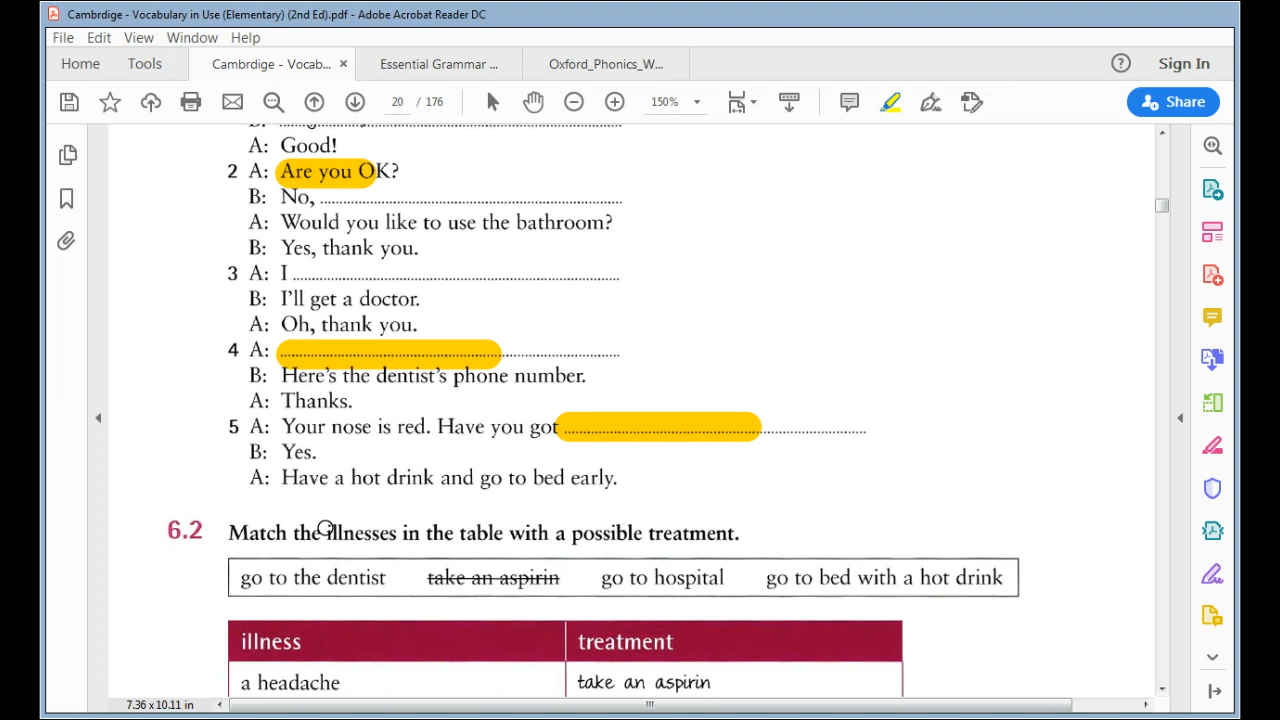 Cambrdige - Vocabulary in Use (Elementary) (2nd Ed).pdf - Adobe Acrobat Reader DC
File Edit View Window Help
Home Tools Cambrdige - Vocab... × Essential Grammar ... Oxford_Phonics_W... Sign In
20 / 176 150% Share
A: Good!
2 A: Are you OK?
B: No,
A: Would you like to use the bathroom?
B: Yes, thank you.
3 A: I
B: I'll get a doctor.
A: Oh, thank you.
4 A:
B: Here's the dentist's phone number.
A: Thanks.
5 A: Your nose is red. Have you got
B: Yes.
A: Have a hot drink and go to bed early.
6.2 Match the illnesses in the table with a possible treatment.
go to the dentist take an aspirin go to hospital go to bed with a hot drink
illness treatment
a headache take an aspirin
7.36 x 10.11 in